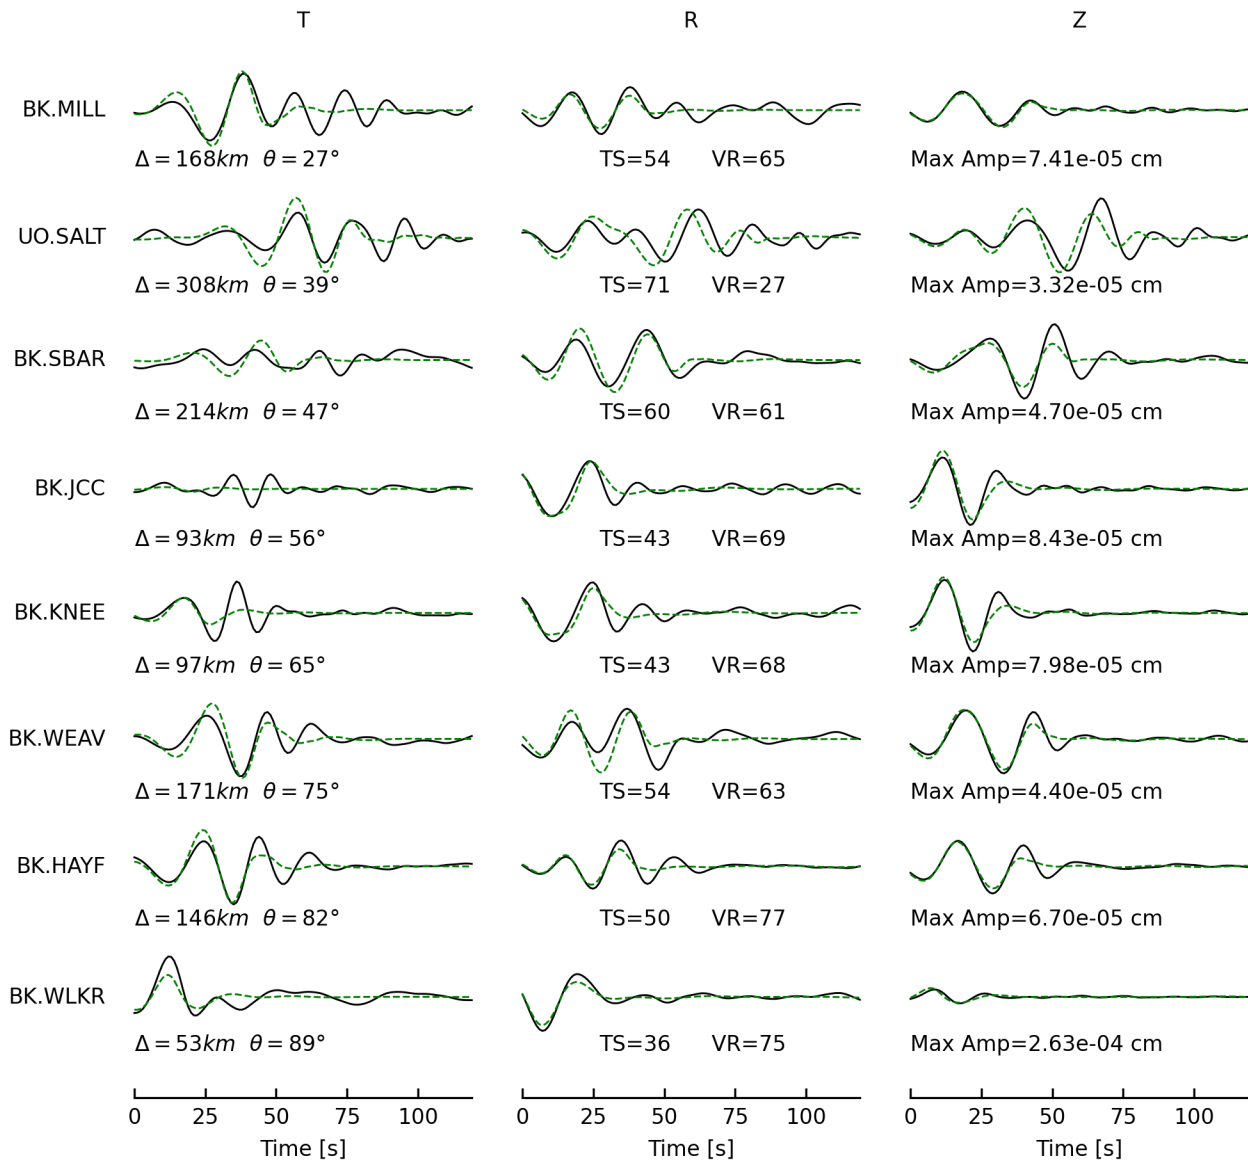 T R Z
BK.MILL
Δ = 168km θ = 27° TS=54 VR=65 Max Amp=7.41e-05 cm
UO.SALT
Δ = 308km θ = 39° TS=71 VR=27 Max Amp=3.32e-05 cm
BK.SBAR
Δ = 214km θ = 47° TS=60 VR=61 Max Amp=4.70e-05 cm
BK.JCC
Δ = 93km θ = 56° TS=43 VR=69 Max Amp=8.43e-05 cm
BK.KNEE
Δ = 97km θ = 65° TS=43 VR=68 Max Amp=7.98e-05 cm
BK.WEAV
Δ = 171km θ = 75° TS=54 VR=63 Max Amp=4.40e-05 cm
BK.HAYF
Δ = 146km θ = 82° TS=50 VR=77 Max Amp=6.70e-05 cm
BK.WLKR
Δ = 53km θ = 89° TS=36 VR=75 Max Amp=2.63e-04 cm
0 25 50 75 100 0 25 50 75 100 0 25 50 75 100
Time [s] Time [s] Time [s]